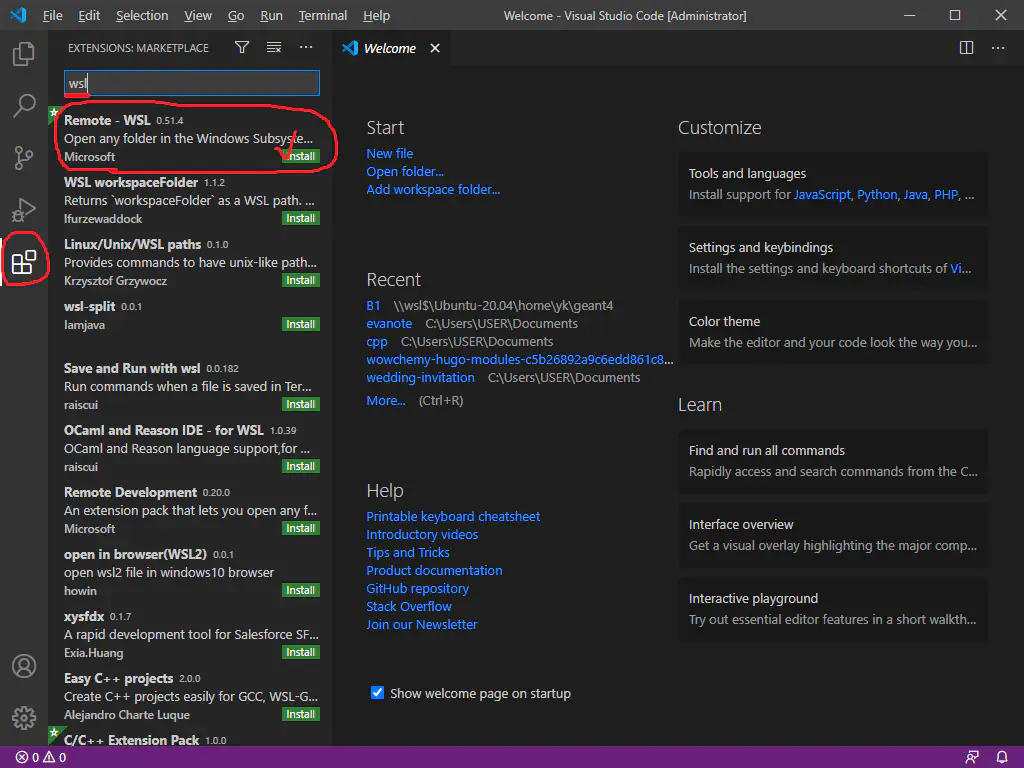 File Edit Selection View Go Run Terminal Help
Welcome - Visual Studio Code [Administrator]
EXTENSIONS: MARKETPLACE
wsl
Remote - WSL 0.51.4
Open any folder in the Windows Subsyste...
Microsoft
Install
WSL workspaceFolder 1.1.2
Returns `workspaceFolder` as a WSL path. ...
lfurzewaddock
Install
Linux/Unix/WSL paths 0.1.0
Provides commands to have unix-like path...
Krzysztof Grzywocz
Install
wsl-split 0.0.1
Iamjava
Install
Save and Run with wsl 0.0.182
Run commands when a file is saved in Ter...
raiscui
Install
OCaml and Reason IDE - for WSL 1.0.39
OCaml and Reason language support,for ...
raiscui
Install
Remote Development 0.20.0
An extension pack that lets you open any f...
Microsoft
Install
open in browser(WSL2) 0.0.1
open wsl2 file in windows10 browser
howin
Install
xysfdx 0.1.7
A rapid development tool for Salesforce SF...
Exia.Huang
Install
Easy C++ projects 2.0.0
Create C++ projects easily for GCC, WSL-G...
Alejandro Charte Luque
Install
C/C++ Extension Pack 1.0.0
Welcome
Start
New file
Open folder...
Add workspace folder...
Recent
B1 \\wsl$\Ubuntu-20.04\home\yk\geant4
evanote C:\Users\USER\Documents
cpp C:\Users\USER\Documents
wowchemy-hugo-modules-c5b26892a9c6edd861c8...
wedding-invitation C:\Users\USER\Documents
More... (Ctrl+R)
Help
Printable keyboard cheatsheet
Introductory videos
Tips and Tricks
Product documentation
GitHub repository
Stack Overflow
Join our Newsletter
Show welcome page on startup
Customize
Tools and languages
Install support for JavaScript, Python, Java, PHP, ...
Settings and keybindings
Install the settings and keyboard shortcuts of Vi...
Color theme
Make the editor and your code look the way you...
Learn
Find and run all commands
Rapidly access and search commands from the C...
Interface overview
Get a visual overlay highlighting the major comp...
Interactive playground
Try out essential editor features in a short walkth...
0 0